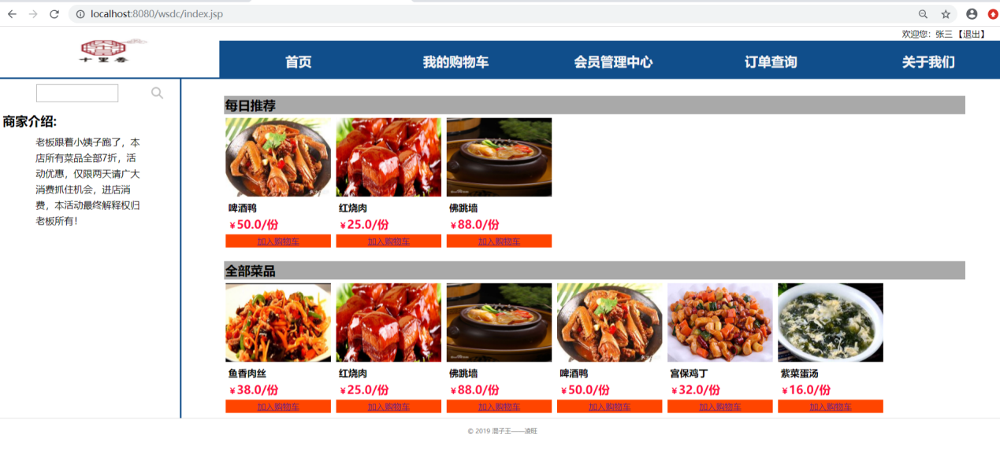 localhost:8080/wsdc/index.jsp
欢迎您：张三 【退出】
十里香
首页
我的购物车
会员管理中心
订单查询
关于我们
商家介绍:
老板跟着小姨子跑了，本
店所有菜品全部7折，活
动优惠，仅限两天请广大
消费抓住机会，进店消
费，本活动最终解释权归
老板所有！
每日推荐
啤酒鸭
￥50.0/份
加入购物车
红烧肉
￥25.0/份
加入购物车
佛跳墙
￥88.0/份
加入购物车
全部菜品
鱼香肉丝
￥38.0/份
加入购物车
红烧肉
￥25.0/份
加入购物车
佛跳墙
￥88.0/份
加入购物车
啤酒鸭
￥50.0/份
加入购物车
宫保鸡丁
￥32.0/份
加入购物车
紫菜蛋汤
￥16.0/份
加入购物车
© 2019 混子王——凌旺